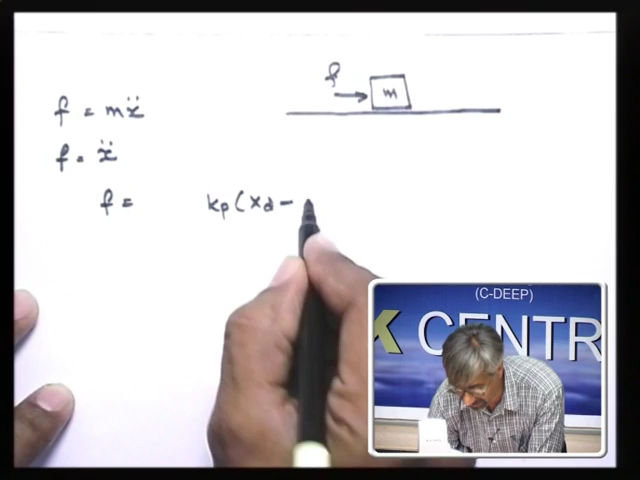 f
m
f = mẍ
f = ẍ
f = kp(xd -
(C-DEEP)
X CENTR